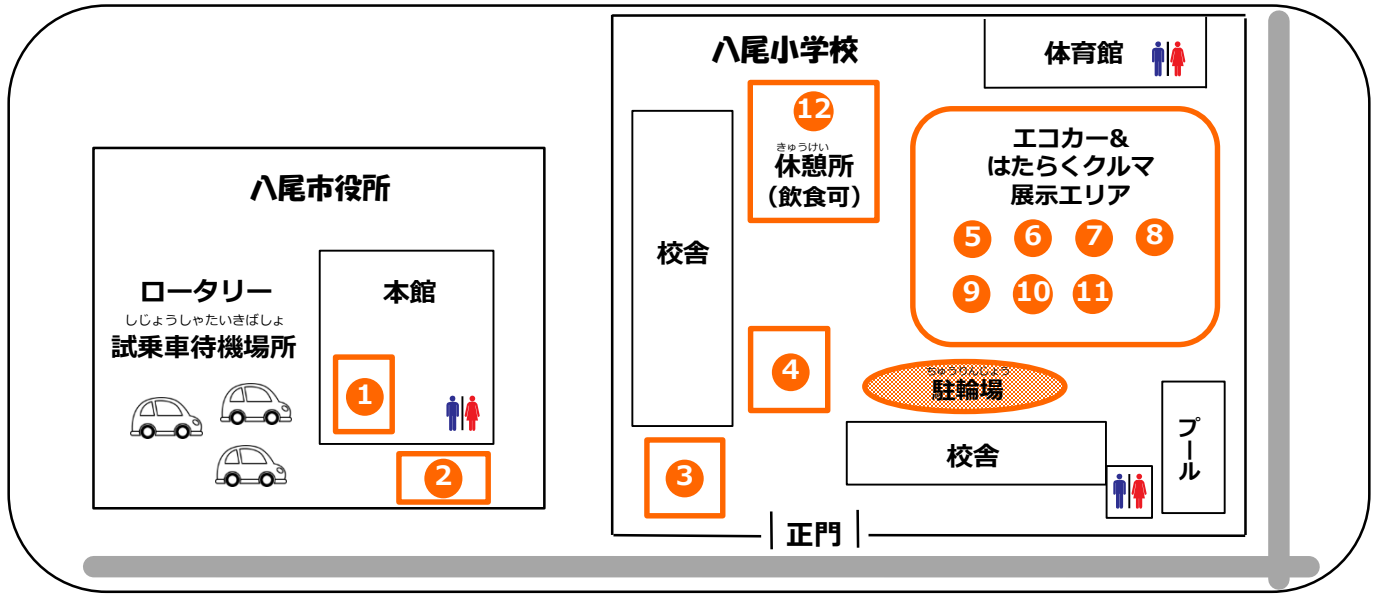 八尾小学校
体育館
⑫
きゅうけい
休憩所
（飲食可）
エコカー&
はたらくクルマ
展示エリア
⑤ ⑥ ⑦ ⑧
⑨ ⑩ ⑪
校舎
④
ちゅうりんじょう
駐輪場
③
校舎
プール
正門
八尾市役所
ロータリー
しじょうしゃたいきばしょ
試乗車待機場所
本館
①
②